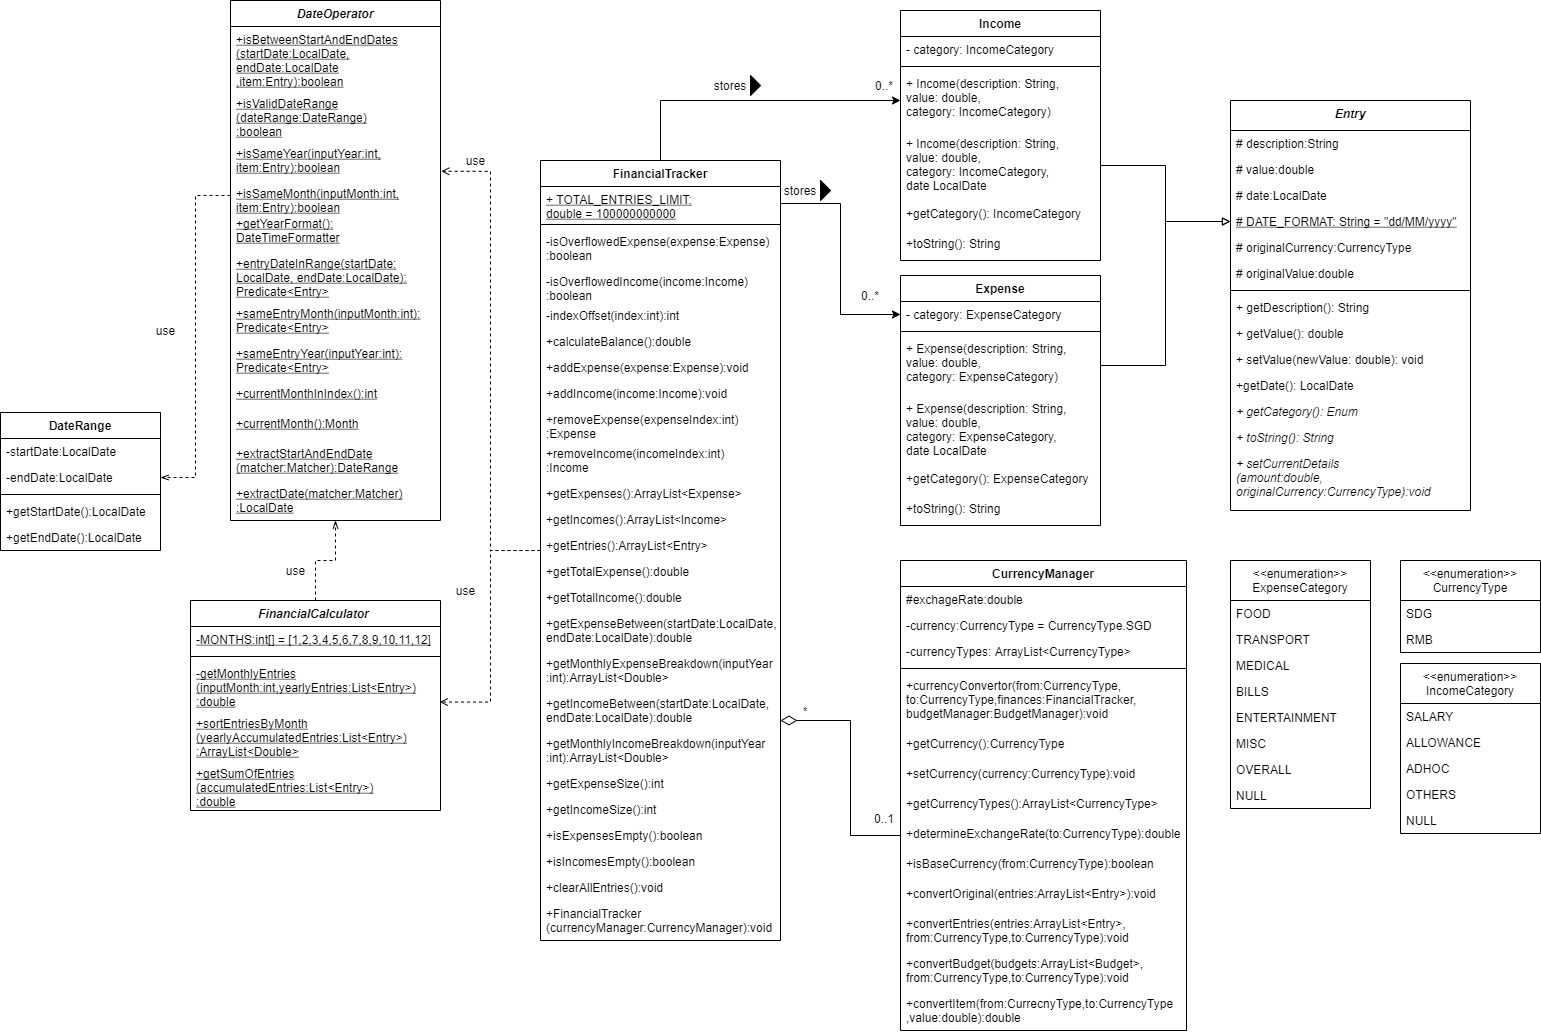 DateOperator
+isBetweenStartAndEndDates
(startDate:LocalDate,
endDate:LocalDate
,item:Entry):boolean
+isValidDateRange
(dateRange:DateRange)
:boolean
+isSameYear(inputYear:int,
item:Entry):boolean
+isSameMonth(inputMonth:int,
item:Entry):boolean
+getYearFormat():
DateTimeFormatter
+entryDateInRange(startDate:
LocalDate, endDate:LocalDate):
Predicate<Entry>
+sameEntryMonth(inputMonth:int):
Predicate<Entry>
+sameEntryYear(inputYear:int):
Predicate<Entry>
+currentMonthInIndex():int
+currentMonth():Month
+extractStartAndEndDate
(matcher:Matcher):DateRange
+extractDate(matcher:Matcher)
:LocalDate
use
DateRange
-startDate:LocalDate
-endDate:LocalDate
+getStartDate():LocalDate
+getEndDate():LocalDate
use
FinancialCalculator
-MONTHS:int[] = [1,2,3,4,5,6,7,8,9,10,11,12]
-getMonthlyEntries
(inputMonth:int,yearlyEntries:List<Entry>)
:double
+sortEntriesByMonth
(yearlyAccumulatedEntries:List<Entry>)
:ArrayList<Double>
+getSumOfEntries
(accumulatedEntries:List<Entry>)
:double
use
use
FinancialTracker
+ TOTAL_ENTRIES_LIMIT:
double = 100000000000
-isOverflowedExpense(expense:Expense)
:boolean
-isOverflowedIncome(income:Income)
:boolean
-indexOffset(index:int):int
+calculateBalance():double
+addExpense(expense:Expense):void
+addIncome(income:Income):void
+removeExpense(expenseIndex:int)
:Expense
+removeIncome(incomeIndex:int)
:Income
+getExpenses():ArrayList<Expense>
+getIncomes():ArrayList<Income>
+getEntries():ArrayList<Entry>
+getTotalExpense():double
+getTotalIncome():double
+getExpenseBetween(startDate:LocalDate,
endDate:LocalDate):double
+getMonthlyExpenseBreakdown(inputYear
:int):ArrayList<Double>
+getIncomeBetween(startDate:LocalDate,
endDate:LocalDate):double
+getMonthlyIncomeBreakdown(inputYear
:int):ArrayList<Double>
+getExpenseSize():int
+getIncomeSize():int
+isExpensesEmpty():boolean
+isIncomesEmpty():boolean
+clearAllEntries():void
+FinancialTracker
(currencyManager:CurrencyManager):void
stores
0..*
stores
0..*
*
0..1
Income
- category: IncomeCategory
+ Income(description: String,
value: double,
category: IncomeCategory)
+ Income(description: String,
value: double,
category: IncomeCategory,
date LocalDate
+getCategory(): IncomeCategory
+toString(): String
Expense
- category: ExpenseCategory
+ Expense(description: String,
value: double,
category: ExpenseCategory)
+ Expense(description: String,
value: double,
category: ExpenseCategory,
date LocalDate
+getCategory(): ExpenseCategory
+toString(): String
Entry
# description:String
# value:double
# date:LocalDate
# DATE_FORMAT: String = "dd/MM/yyyy"
# originalCurrency:CurrencyType
# originalValue:double
+ getDescription(): String
+ getValue(): double
+ setValue(newValue: double): void
+getDate(): LocalDate
+ getCategory(): Enum
+ toString(): String
+ setCurrentDetails
(amount:double,
originalCurrency:CurrencyType):void
CurrencyManager
#exchageRate:double
-currency:CurrencyType = CurrencyType.SGD
-currencyTypes: ArrayList<CurrencyType>
+currencyConvertor(from:CurrencyType,
to:CurrencyType,finances:FinancialTracker,
budgetManager:BudgetManager):void
+getCurrency():CurrencyType
+setCurrency(currency:CurrencyType):void
+getCurrencyTypes():ArrayList<CurrencyType>
+determineExchangeRate(to:CurrencyType):double
+isBaseCurrency(from:CurrencyType):boolean
+convertOriginal(entries:ArrayList<Entry>):void
+convertEntries(entries:ArrayList<Entry>,
from:CurrencyType,to:CurrencyType):void
+convertBudget(budgets:ArrayList<Budget>,
from:CurrencyType,to:CurrencyType):void
+convertItem(from:CurrecnyType,to:CurrencyType
,value:double):double
<<enumeration>>
ExpenseCategory
FOOD
TRANSPORT
MEDICAL
BILLS
ENTERTAINMENT
MISC
OVERALL
NULL
<<enumeration>>
CurrencyType
SDG
RMB
<<enumeration>>
IncomeCategory
SALARY
ALLOWANCE
ADHOC
OTHERS
NULL